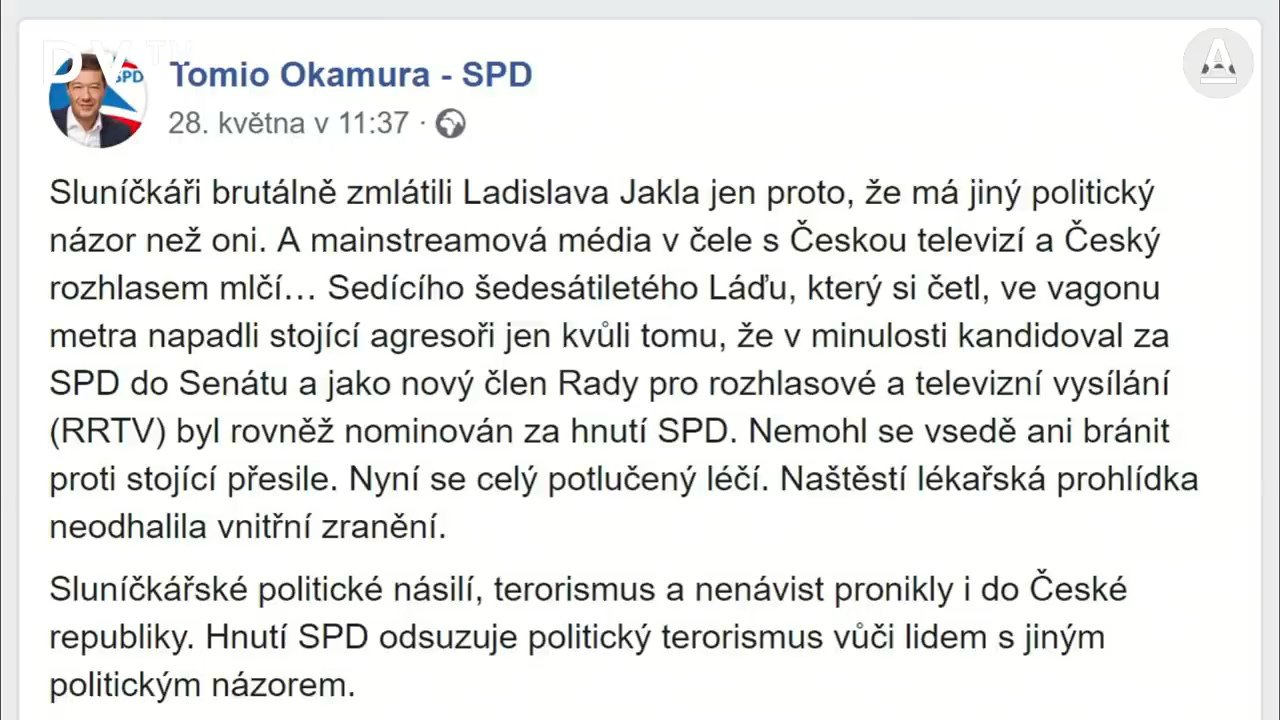 DVTV
SPD
Tomio Okamura - SPD
28. května v 11:37 ·
A
Sluníčkáři brutálně zmlátili Ladislava Jakla jen proto, že má jiný politický
názor než oni. A mainstreamová média v čele s Českou televizí a Český
rozhlasem mlčí… Sedícího šedesátiletého Láďu, který si četl, ve vagonu
metra napadli stojící agresoři jen kvůli tomu, že v minulosti kandidoval za
SPD do Senátu a jako nový člen Rady pro rozhlasové a televizní vysílání
(RRTV) byl rovněž nominován za hnutí SPD. Nemohl se vsedě ani bránit
proti stojící přesile. Nyní se celý potlučený léčí. Naštěstí lékařská prohlídka
neodhalila vnitřní zranění.
Sluníčkářské politické násilí, terorismus a nenávist pronikly i do České
republiky. Hnutí SPD odsuzuje politický terorismus vůči lidem s jiným
politickým názorem.